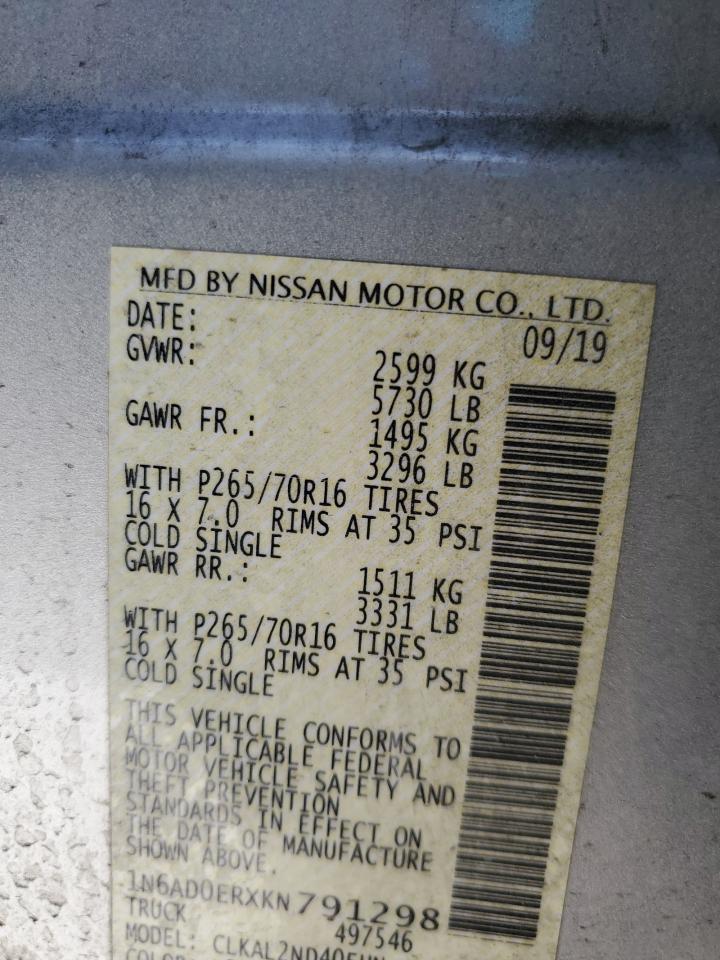 MFD BY NISSAN MOTOR CO., LTD.
DATE: 09/19
GVWR: 2599 KG
5730 LB
GAWR FR.: 1495 KG
3296 LB
WITH P265/70R16 TIRES
16 X 7.0 RIMS AT 35 PSI
COLD SINGLE
GAWR RR.: 1511 KG
3331 LB
WITH P265/70R16 TIRES
16 X 7.0 RIMS AT 35 PSI
COLD SINGLE
THIS VEHICLE CONFORMS TO
ALL APPLICABLE FEDERAL
MOTOR VEHICLE SAFETY AND
THEFT PREVENTION
STANDARDS IN EFFECT ON
THE DATE OF MANUFACTURE
SHOWN ABOVE.
1N6AD0ERXKN791298
TRUCK 497546
MODEL: